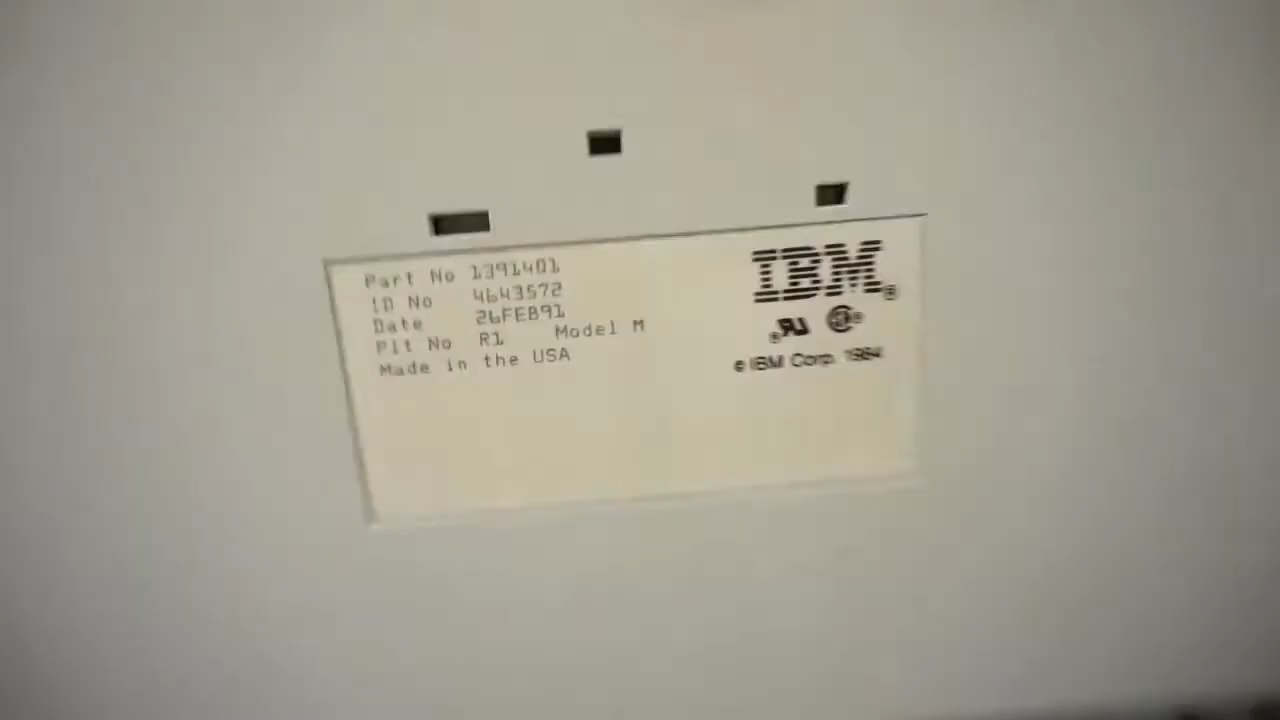 Part No 1391401
ID No 4643572
Date 26FEB91
Plt No R1 Model M
Made in the USA
IBM®
© IBM Corp. 1984